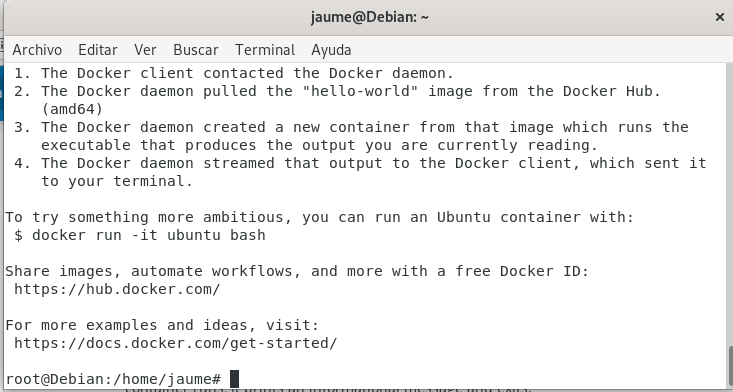 jaume@Debian: ~
Archivo Editar Ver Buscar Terminal Ayuda
1. The Docker client contacted the Docker daemon.
2. The Docker daemon pulled the "hello-world" image from the Docker Hub.
(amd64)
3. The Docker daemon created a new container from that image which runs the
executable that produces the output you are currently reading.
4. The Docker daemon streamed that output to the Docker client, which sent it
to your terminal.
To try something more ambitious, you can run an Ubuntu container with:
$ docker run -it ubuntu bash
Share images, automate workflows, and more with a free Docker ID:
https://hub.docker.com/
For more examples and ideas, visit:
https://docs.docker.com/get-started/
root@Debian:/home/jaume#